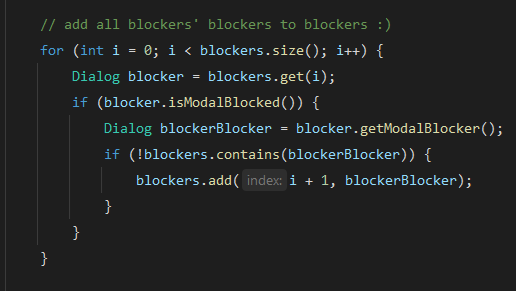 // add all blockers' blockers to blockers :)
for (int i = 0; i < blockers.size(); i++) {
Dialog blocker = blockers.get(i);
if (blocker.isModalBlocked()) {
Dialog blockerBlocker = blocker.getModalBlocker();
if (!blockers.contains(blockerBlocker)) {
blockers.add( index: i + 1, blockerBlocker);
}
}
}